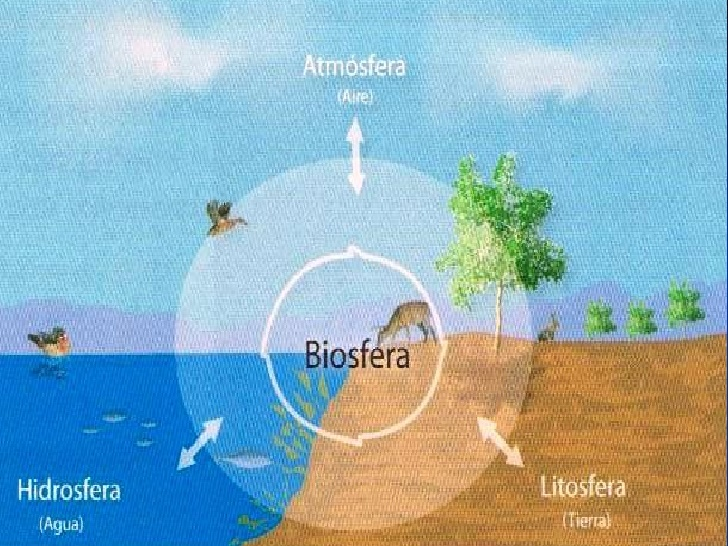 Atmósfera
(Aire)
Biosfera
Hidrosfera
(Agua)
Litosfera
(Tierra)